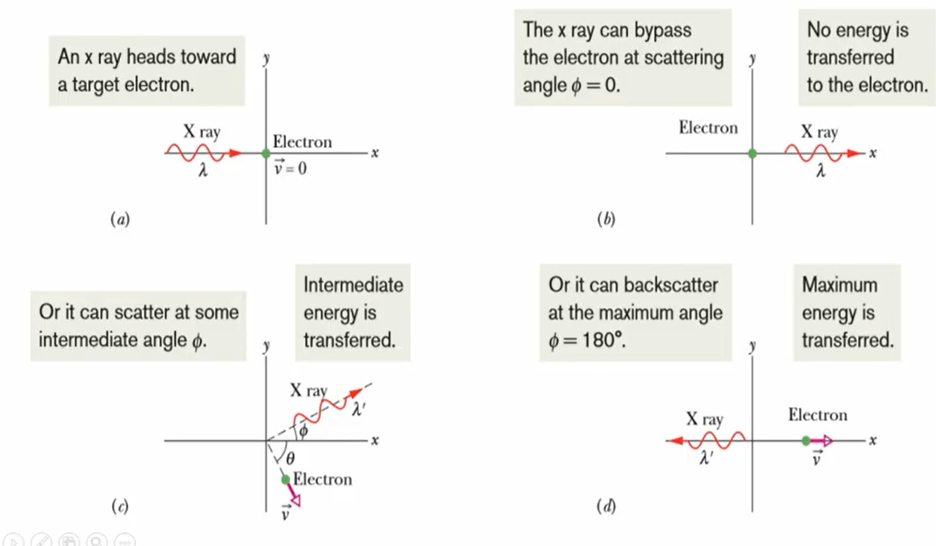 An x ray heads toward
a target electron.
y
X ray
Electron
x
λ
v⃗ = 0
(a)
The x ray can bypass
the electron at scattering
angle ϕ = 0.
No energy is
transferred
to the electron.
y
Electron
X ray
x
λ
(b)
Or it can scatter at some
intermediate angle ϕ.
Intermediate
energy is
transferred.
y
X ray
λ′
ϕ
x
θ
Electron
v⃗
(c)
Or it can backscatter
at the maximum angle
ϕ = 180°.
Maximum
energy is
transferred.
y
X ray
Electron
x
λ′
v⃗
(d)